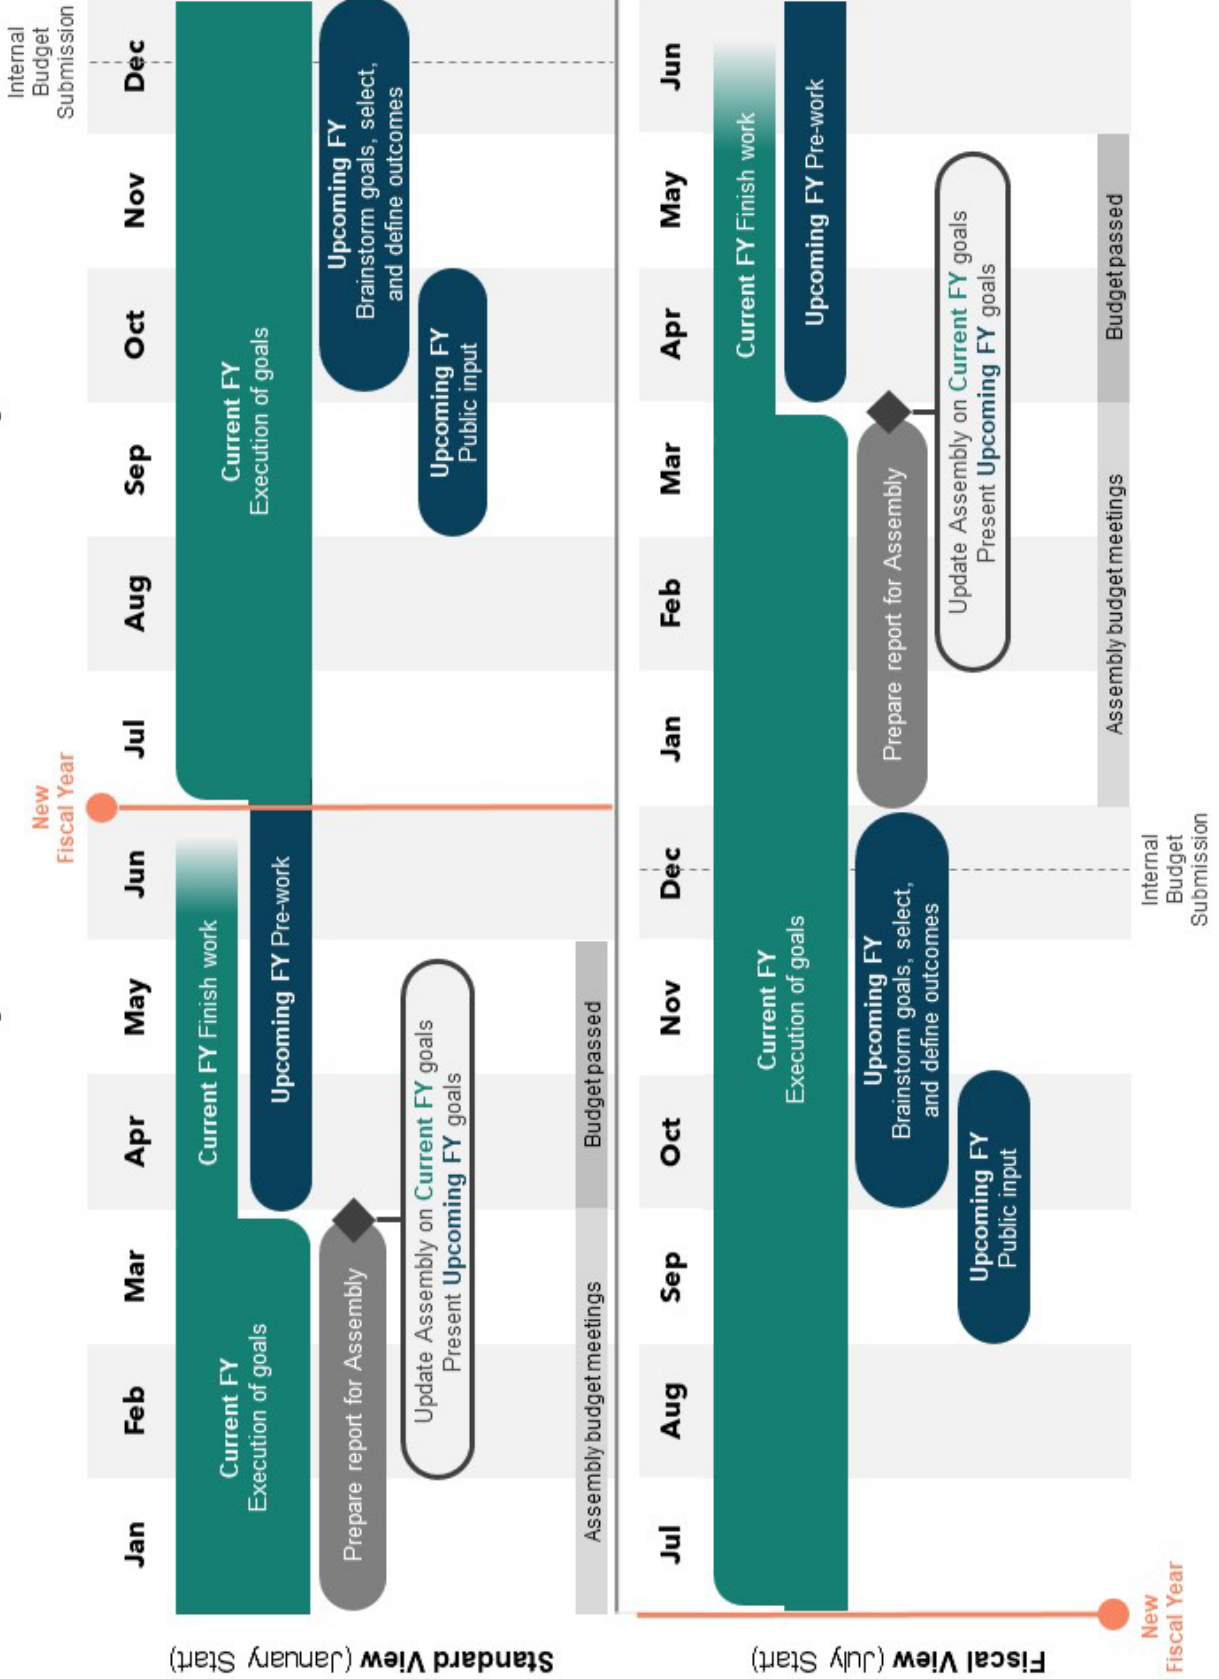 New
Fiscal Year
Internal
Budget
Submission
Jan
Feb
Mar
Apr
May
Jun
Jul
Aug
Sep
Oct
Nov
Dec
Standard View (January Start)
Current FY
Execution of goals
Current FY Finish work
Upcoming FY Pre-work
Current FY
Execution of goals
Prepare report for Assembly
Update Assembly on Current FY goals
Present Upcoming FY goals
Upcoming FY
Brainstorm goals, select,
and define outcomes
Upcoming FY
Public input
Assembly budget meetings
Budget passed
Jul
Aug
Sep
Oct
Nov
Dec
Jan
Feb
Mar
Apr
May
Jun
Fiscal View (July Start)
Current FY
Execution of goals
Current FY Finish work
Upcoming FY Pre-work
Upcoming FY
Brainstorm goals, select,
and define outcomes
Upcoming FY
Public input
Prepare report for Assembly
Update Assembly on Current FY goals
Present Upcoming FY goals
Assembly budget meetings
Budget passed
New
Fiscal Year
Internal
Budget
Submission